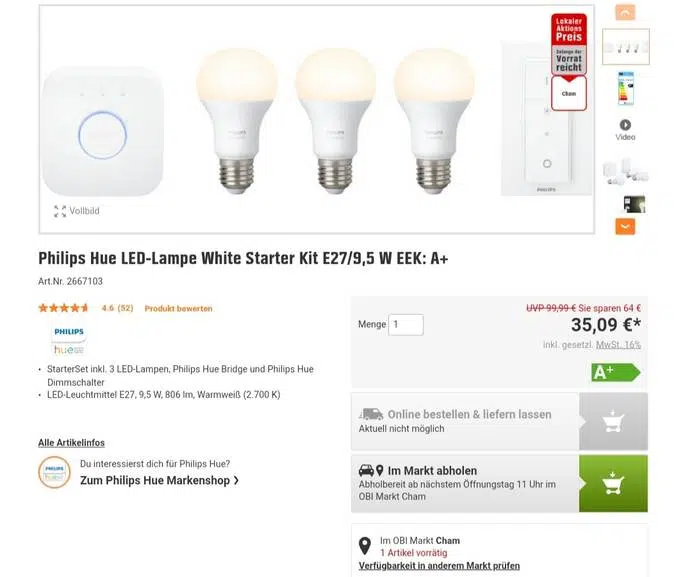 Lokaler
Aktions
Preis
Solange der
Vorrat
reicht
Cham
PHILIPS
Video
Vollbild
Philips Hue LED-Lampe White Starter Kit E27/9,5 W EEK: A+
Art.Nr. 2667103
4.6 (52) Produkt bewerten
PHILIPS
hue
StarterSet inkl. 3 LED-Lampen, Philips Hue Bridge und Philips Hue
Dimmschalter
LED-Leuchtmittel E27, 9,5 W, 806 lm, Warmweiß (2.700 K)
Alle Artikelinfos
PHILIPS
hue
Du interessierst dich für Philips Hue?
Zum Philips Hue Markenshop
UVP 99,99 € Sie sparen 64 €
Menge 1
35,09 €*
inkl. gesetzl. MwSt. 16%
A+
Online bestellen & liefern lassen
Aktuell nicht möglich
Im Markt abholen
Abholbereit ab nächstem Öffnungstag 11 Uhr im
OBI Markt Cham
Im OBI Markt Cham
1 Artikel vorrätig
Verfügbarkeit in anderem Markt prüfen